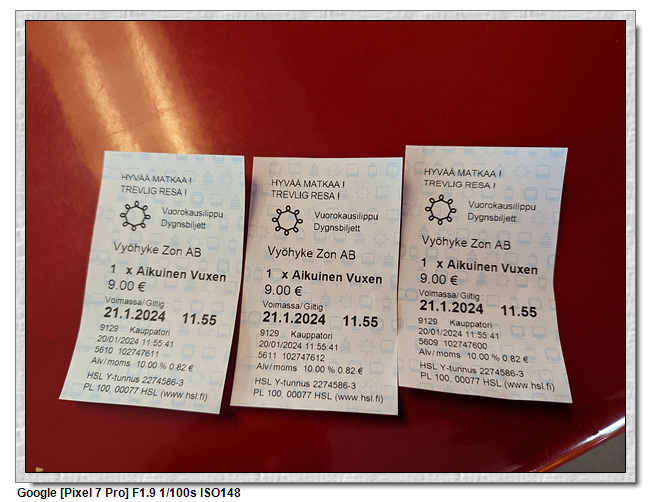 HYVÄÄ MATKAA !
TREVLIG RESA !
Vuorokausilippu
Dygnsbiljett
Vyöhyke Zon AB
1 x Aikuinen Vuxen
9.00 €
Voimassa/Giltig:
21.1.2024 11.55
9129 Kauppatori
20/01/2024 11:55:41
5610 102747611
Alv/moms 10.00 % 0.82 €
HSL Y-tunnus 2274586-3
PL 100, 00077 HSL (www.hsl.fi)
HYVÄÄ MATKAA !
TREVLIG RESA !
Vuorokausilippu
Dygnsbiljett
Vyöhyke Zon AB
1 x Aikuinen Vuxen
9.00 €
Voimassa/Giltig:
21.1.2024 11.55
9129 Kauppatori
20/01/2024 11:55:41
5611 102747612
Alv/moms 10.00 % 0.82 €
HSL Y-tunnus 2274586-3
PL 100, 00077 HSL (www.hsl.fi)
HYVÄÄ MATKAA !
TREVLIG RESA !
Vuorokausilippu
Dygnsbiljett
Vyöhyke Zon AB
1 x Aikuinen Vuxen
9.00 €
Voimassa/Giltig:
21.1.2024 11.55
9129 Kauppatori
20/01/2024 11:55:41
5609 102747600
Alv/moms 10.00 % 0.82 €
HSL Y-tunnus 2274586-3
PL 100, 00077 HSL (www.hsl.fi)
Google [Pixel 7 Pro] F1.9 1/100s ISO148